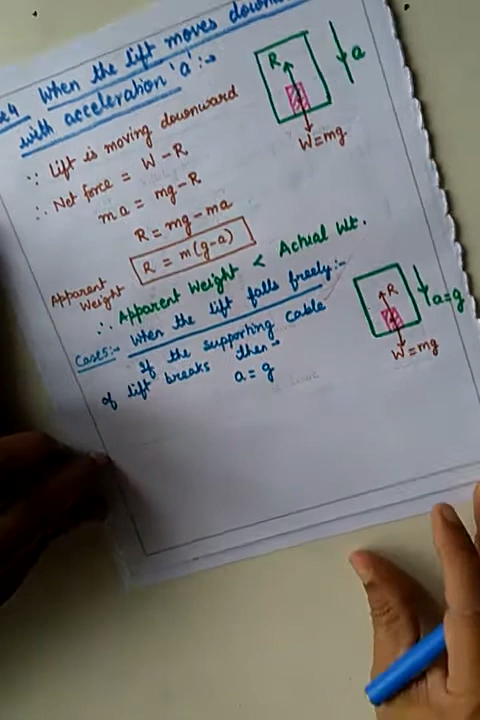 When the lift moves
with acceleration 'a' :-
∵ Lift is moving downward
∴ Net force = W - R
ma = mg - R
R = mg - ma
Apparent Weight R = m(g-a)
∴ Apparent Weight < Actual Wt.
Case5:- When the lift falls freely:-
If the supporting cable
of lift breaks then
a = g
R
a
W=mg
R
a=g
W=mg